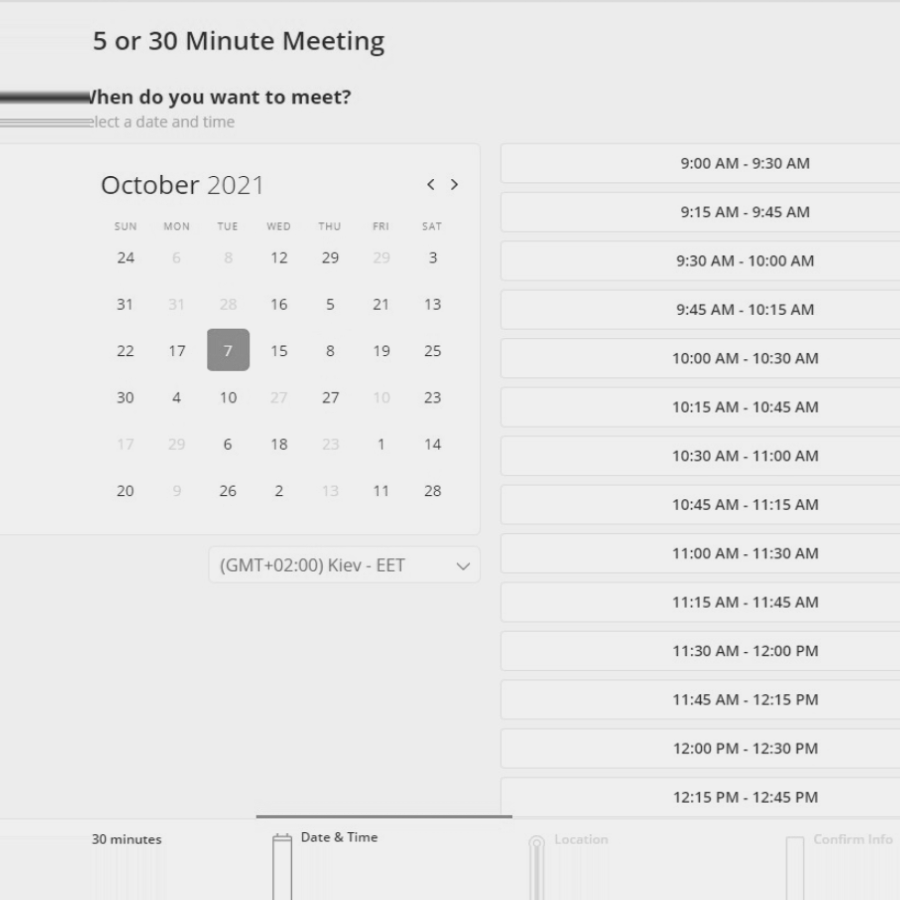 5 or 30 Minute Meeting
When do you want to meet?
elect a date and time
October 2021
SUN MON TUE WED THU FRI SAT
24 6 8 12 29 29 3
31 31 28 16 5 21 13
22 17 7 15 8 19 25
30 4 10 27 27 10 23
17 29 6 18 23 1 14
20 9 26 2 13 11 28
(GMT+02:00) Kiev - EET
9:00 AM - 9:30 AM
9:15 AM - 9:45 AM
9:30 AM - 10:00 AM
9:45 AM - 10:15 AM
10:00 AM - 10:30 AM
10:15 AM - 10:45 AM
10:30 AM - 11:00 AM
10:45 AM - 11:15 AM
11:00 AM - 11:30 AM
11:15 AM - 11:45 AM
11:30 AM - 12:00 PM
11:45 AM - 12:15 PM
12:00 PM - 12:30 PM
12:15 PM - 12:45 PM
30 minutes
Date & Time
Location
Confirm Info